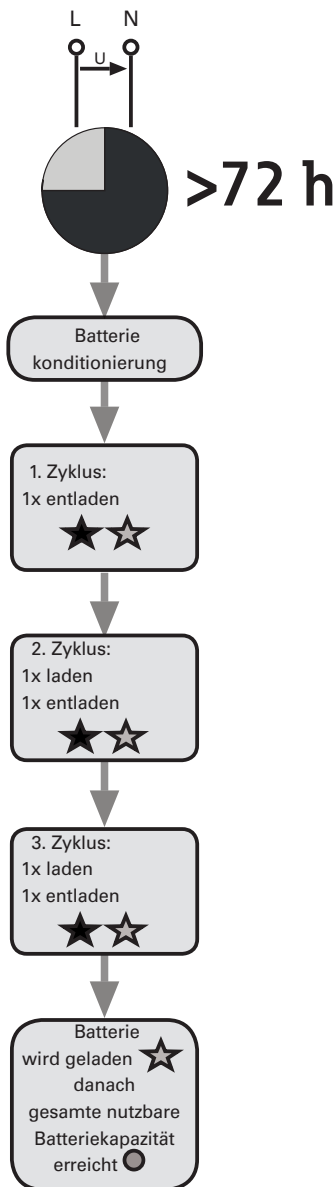 L N
U
>72 h
Batterie
konditionierung
1. Zyklus:
1x entladen
2. Zyklus:
1x laden
1x entladen
3. Zyklus:
1x laden
1x entladen
Batterie
wird geladen
danach
gesamte nutzbare
Batteriekapazität
erreicht